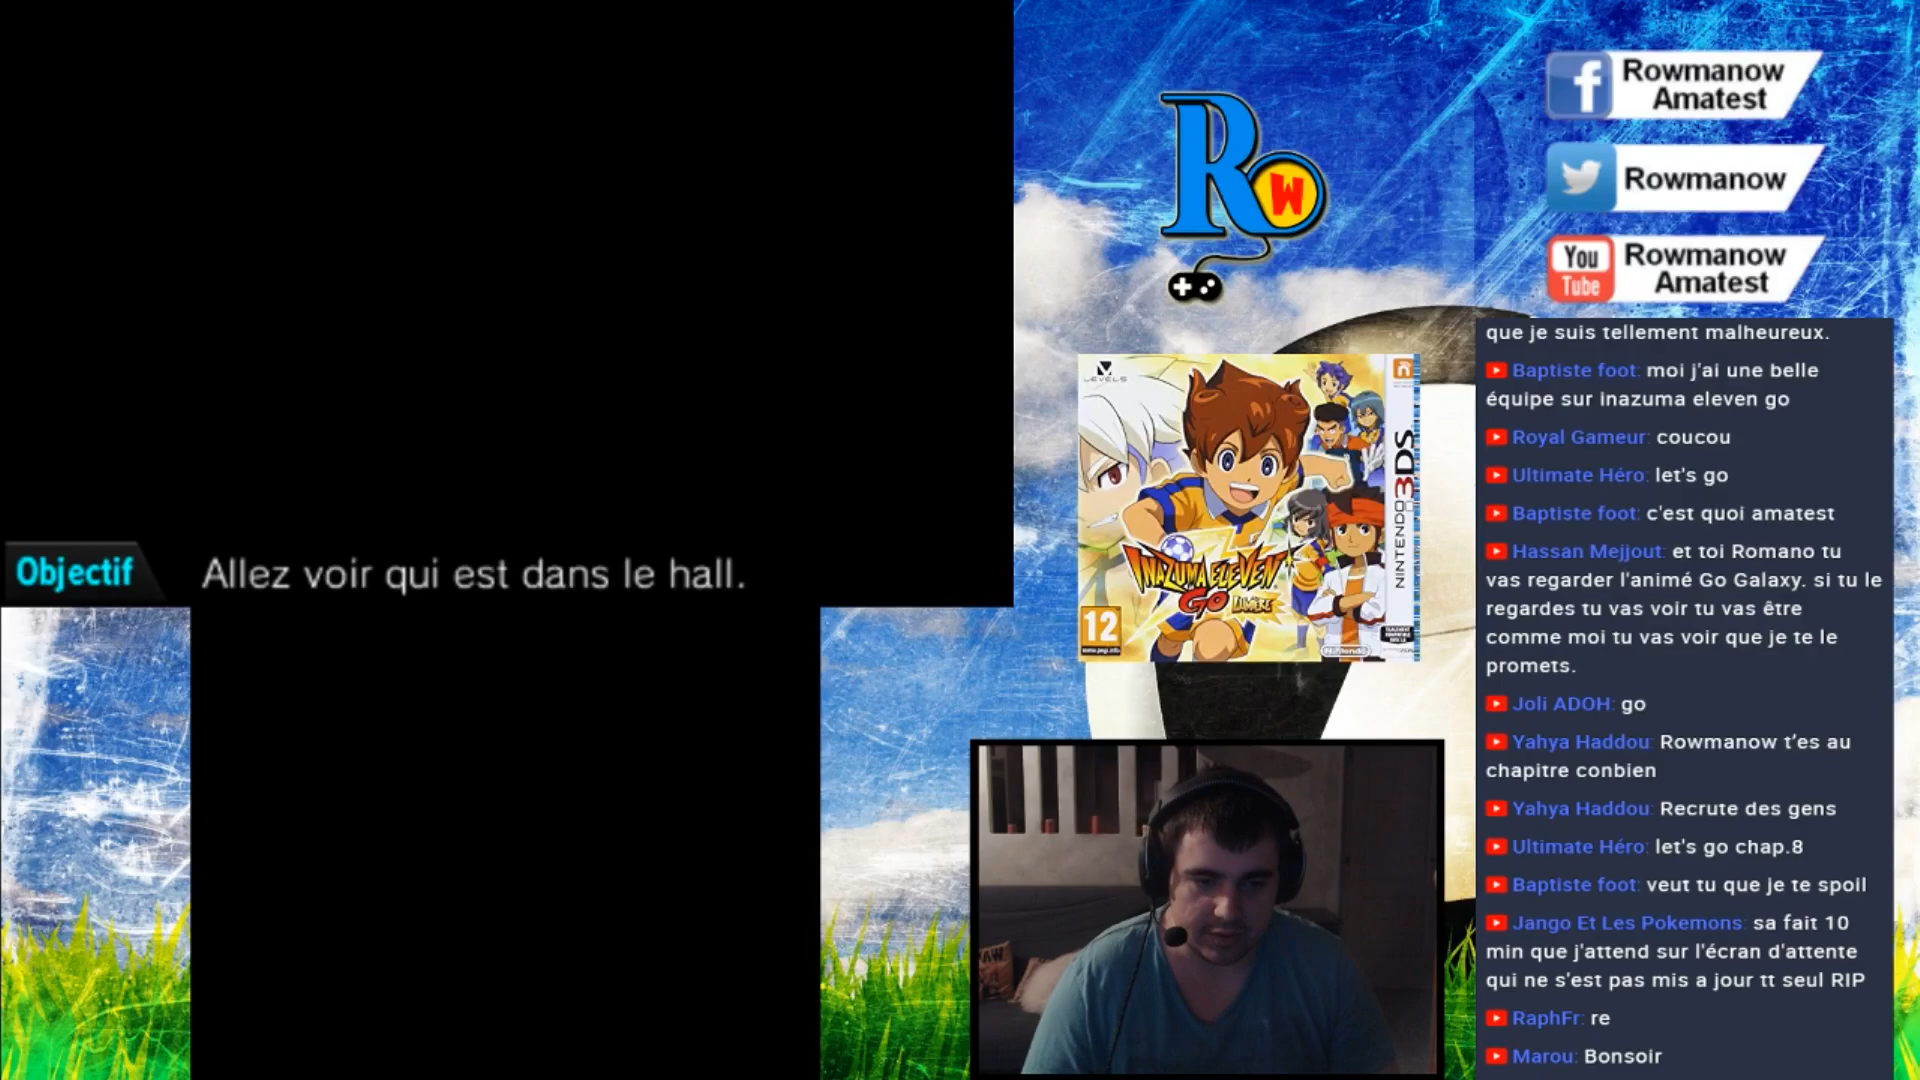 Objectif
Allez voir qui est dans le hall.
R
W
f
Rowmanow
Amatest
Rowmanow
You
Tube
Rowmanow
Amatest
LEVEL5
INAZUMA ELEVEN
GO LUMIÈRE
12
www.pegi.info
Nintendo
NINTENDO 3DS
que je suis tellement malheureux.
Baptiste foot: moi j'ai une belle
équipe sur inazuma eleven go
Royal Gameur: coucou
Ultimate Héro: let's go
Baptiste foot: c'est quoi amatest
Hassan Mejjout: et toi Romano tu
vas regarder l'animé Go Galaxy. si tu le
regardes tu vas voir tu vas être
comme moi tu vas voir que je te le
promets.
Joli ADOH: go
Yahya Haddou: Rowmanow t’es au
chapitre conbien
Yahya Haddou: Recrute des gens
Ultimate Héro: let's go chap.8
Baptiste foot: veut tu que je te spoil
Jango Et Les Pokemons: sa fait 10
min que j'attend sur l'écran d'attente
qui ne s'est pas mis a jour tt seul RIP
RaphFr: re
Marou: Bonsoir